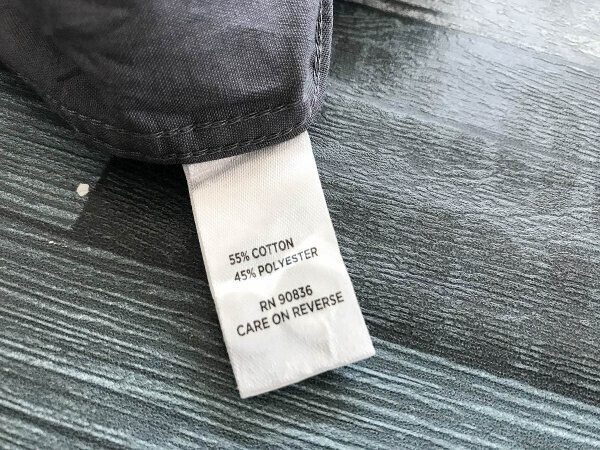 55% COTTON
45% POLYESTER
RN 90836
CARE ON REVERSE